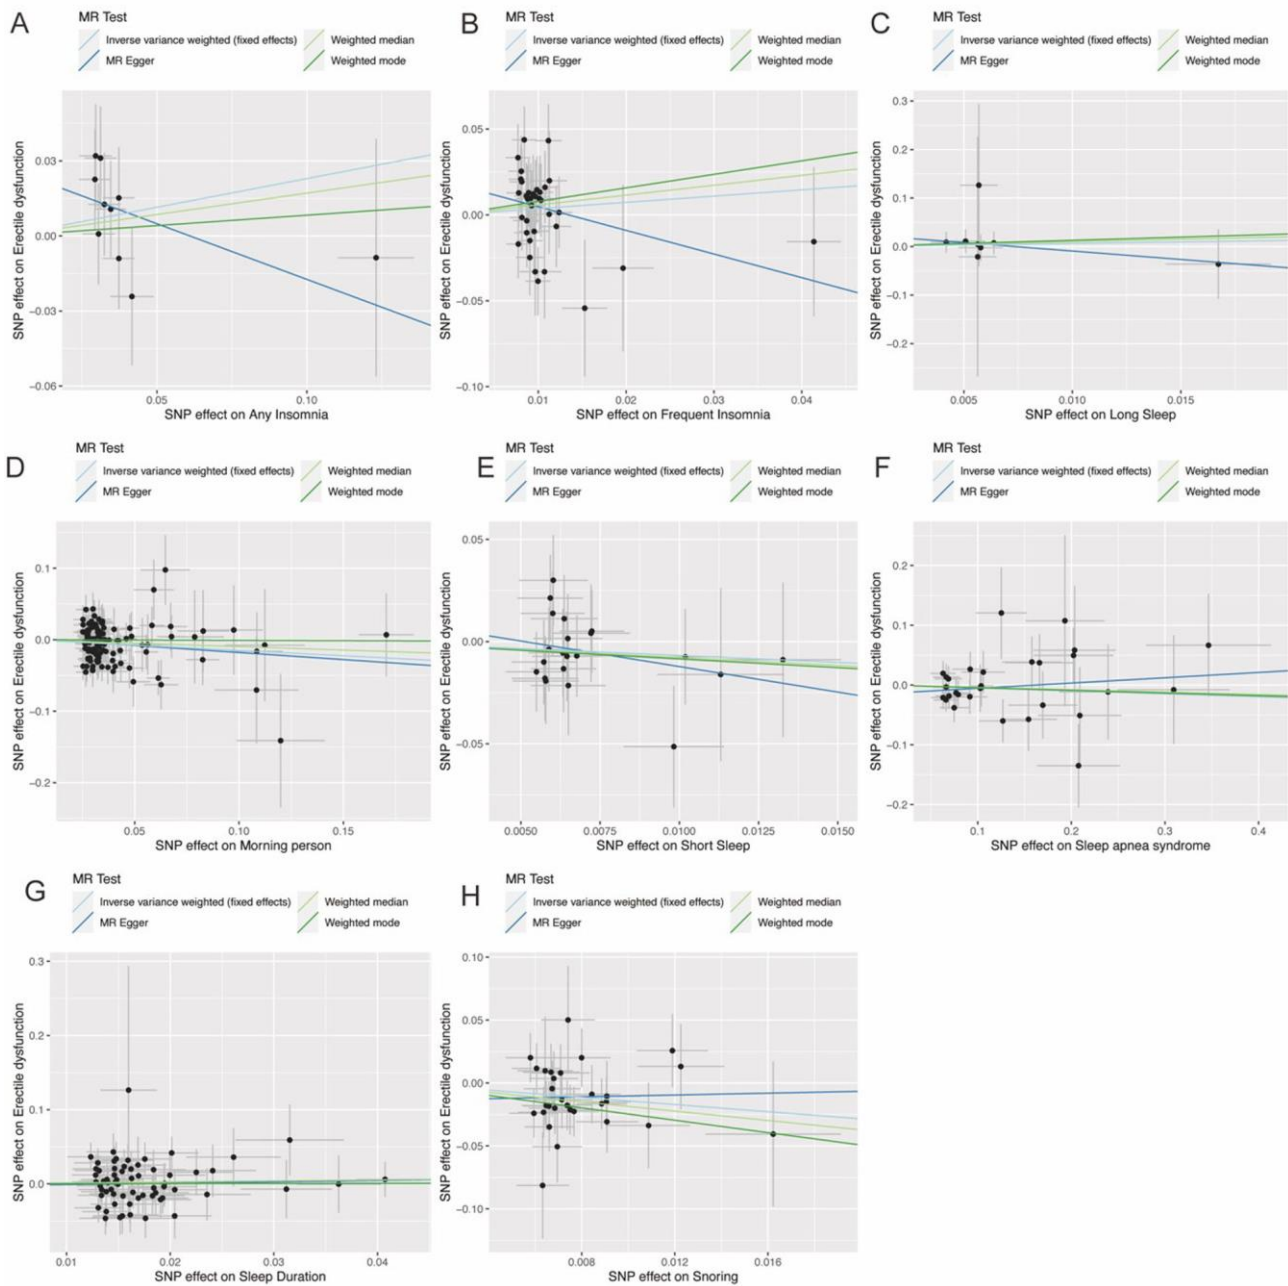 A
MR Test
Inverse variance weighted (fixed effects)
Weighted median
MR Egger
Weighted mode
SNP effect on Erectile dysfunction
0.03
0.00
−0.03
−0.06
0.05
0.10
SNP effect on Any Insomnia
B
MR Test
Inverse variance weighted (fixed effects)
Weighted median
MR Egger
Weighted mode
SNP effect on Erectile dysfunction
0.05
0.00
−0.05
−0.10
0.01
0.02
0.03
0.04
SNP effect on Frequent Insomnia
C
MR Test
Inverse variance weighted (fixed effects)
Weighted median
MR Egger
Weighted mode
SNP effect on Erectile dysfunction
0.3
0.2
0.1
0.0
−0.1
−0.2
0.005
0.010
0.015
SNP effect on Long Sleep
D
MR Test
Inverse variance weighted (fixed effects)
Weighted median
MR Egger
Weighted mode
SNP effect on Erectile dysfunction
0.1
0.0
−0.1
−0.2
0.05
0.10
0.15
SNP effect on Morning person
E
MR Test
Inverse variance weighted (fixed effects)
Weighted median
MR Egger
Weighted mode
SNP effect on Erectile dysfunction
0.05
0.00
−0.05
0.0050
0.0075
0.0100
0.0125
0.0150
SNP effect on Short Sleep
F
MR Test
Inverse variance weighted (fixed effects)
Weighted median
MR Egger
Weighted mode
SNP effect on Erectile dysfunction
0.2
0.1
0.0
−0.1
−0.2
0.1
0.2
0.3
0.4
SNP effect on Sleep apnea syndrome
G
MR Test
Inverse variance weighted (fixed effects)
Weighted median
MR Egger
Weighted mode
SNP effect on Erectile dysfunction
0.3
0.2
0.1
0.0
0.01
0.02
0.03
0.04
SNP effect on Sleep Duration
H
MR Test
Inverse variance weighted (fixed effects)
Weighted median
MR Egger
Weighted mode
SNP effect on Erectile dysfunction
0.10
0.05
0.00
−0.05
−0.10
0.008
0.012
0.016
SNP effect on Snoring